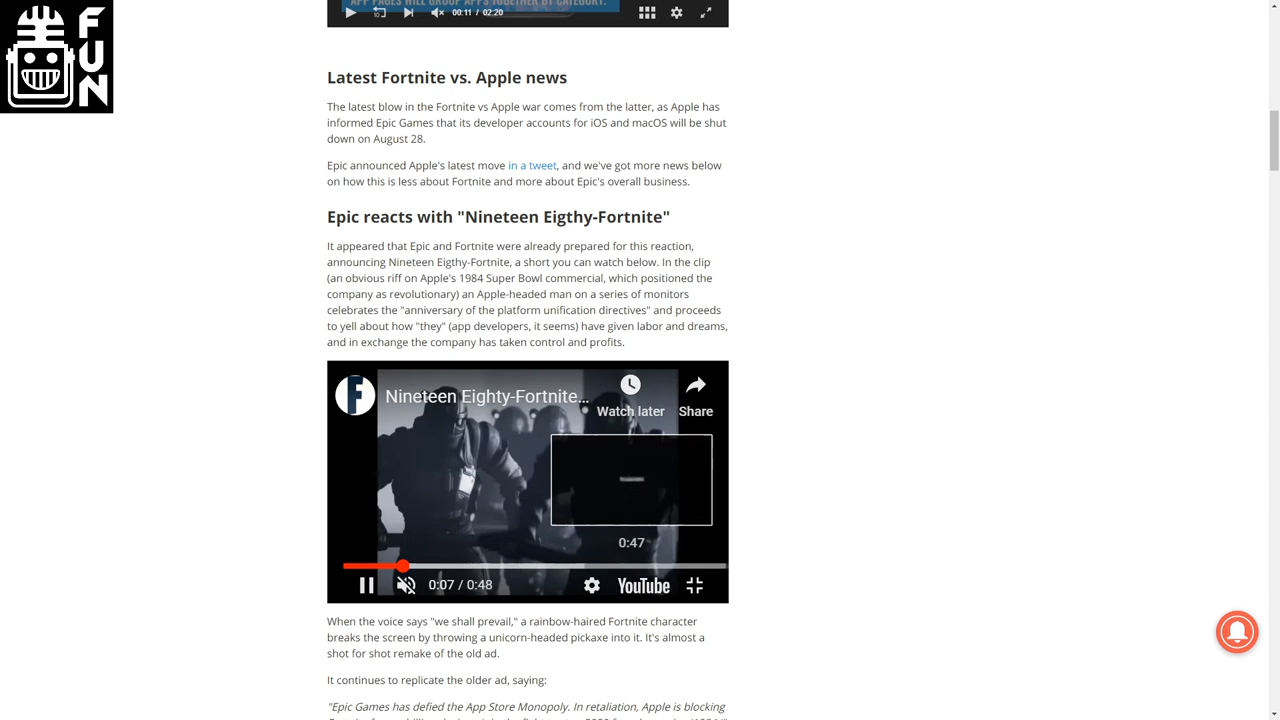 APP PAGES WILL GROUP APPS TOGETHER BY CATEGORY.
10
00:11 / 02:20
FUN
Latest Fortnite vs. Apple news
The latest blow in the Fortnite vs Apple war comes from the latter, as Apple has
informed Epic Games that its developer accounts for iOS and macOS will be shut
down on August 28.
Epic announced Apple's latest move in a tweet, and we've got more news below
on how this is less about Fortnite and more about Epic's overall business.
Epic reacts with "Nineteen Eigthy-Fortnite"
It appeared that Epic and Fortnite were already prepared for this reaction,
announcing Nineteen Eigthy-Fortnite, a short you can watch below. In the clip
(an obvious riff on Apple's 1984 Super Bowl commercial, which positioned the
company as revolutionary) an Apple-headed man on a series of monitors
celebrates the "anniversary of the platform unification directives" and proceeds
to yell about how "they" (app developers, it seems) have given labor and dreams,
and in exchange the company has taken control and profits.
F
Nineteen Eighty-Fortnite...
Watch later
Share
0:47
0:07 / 0:48
YouTube
When the voice says "we shall prevail," a rainbow-haired Fortnite character
breaks the screen by throwing a unicorn-headed pickaxe into it. It's almost a
shot for shot remake of the old ad.
It continues to replicate the older ad, saying:
"Epic Games has defied the App Store Monopoly. In retaliation, Apple is blocking